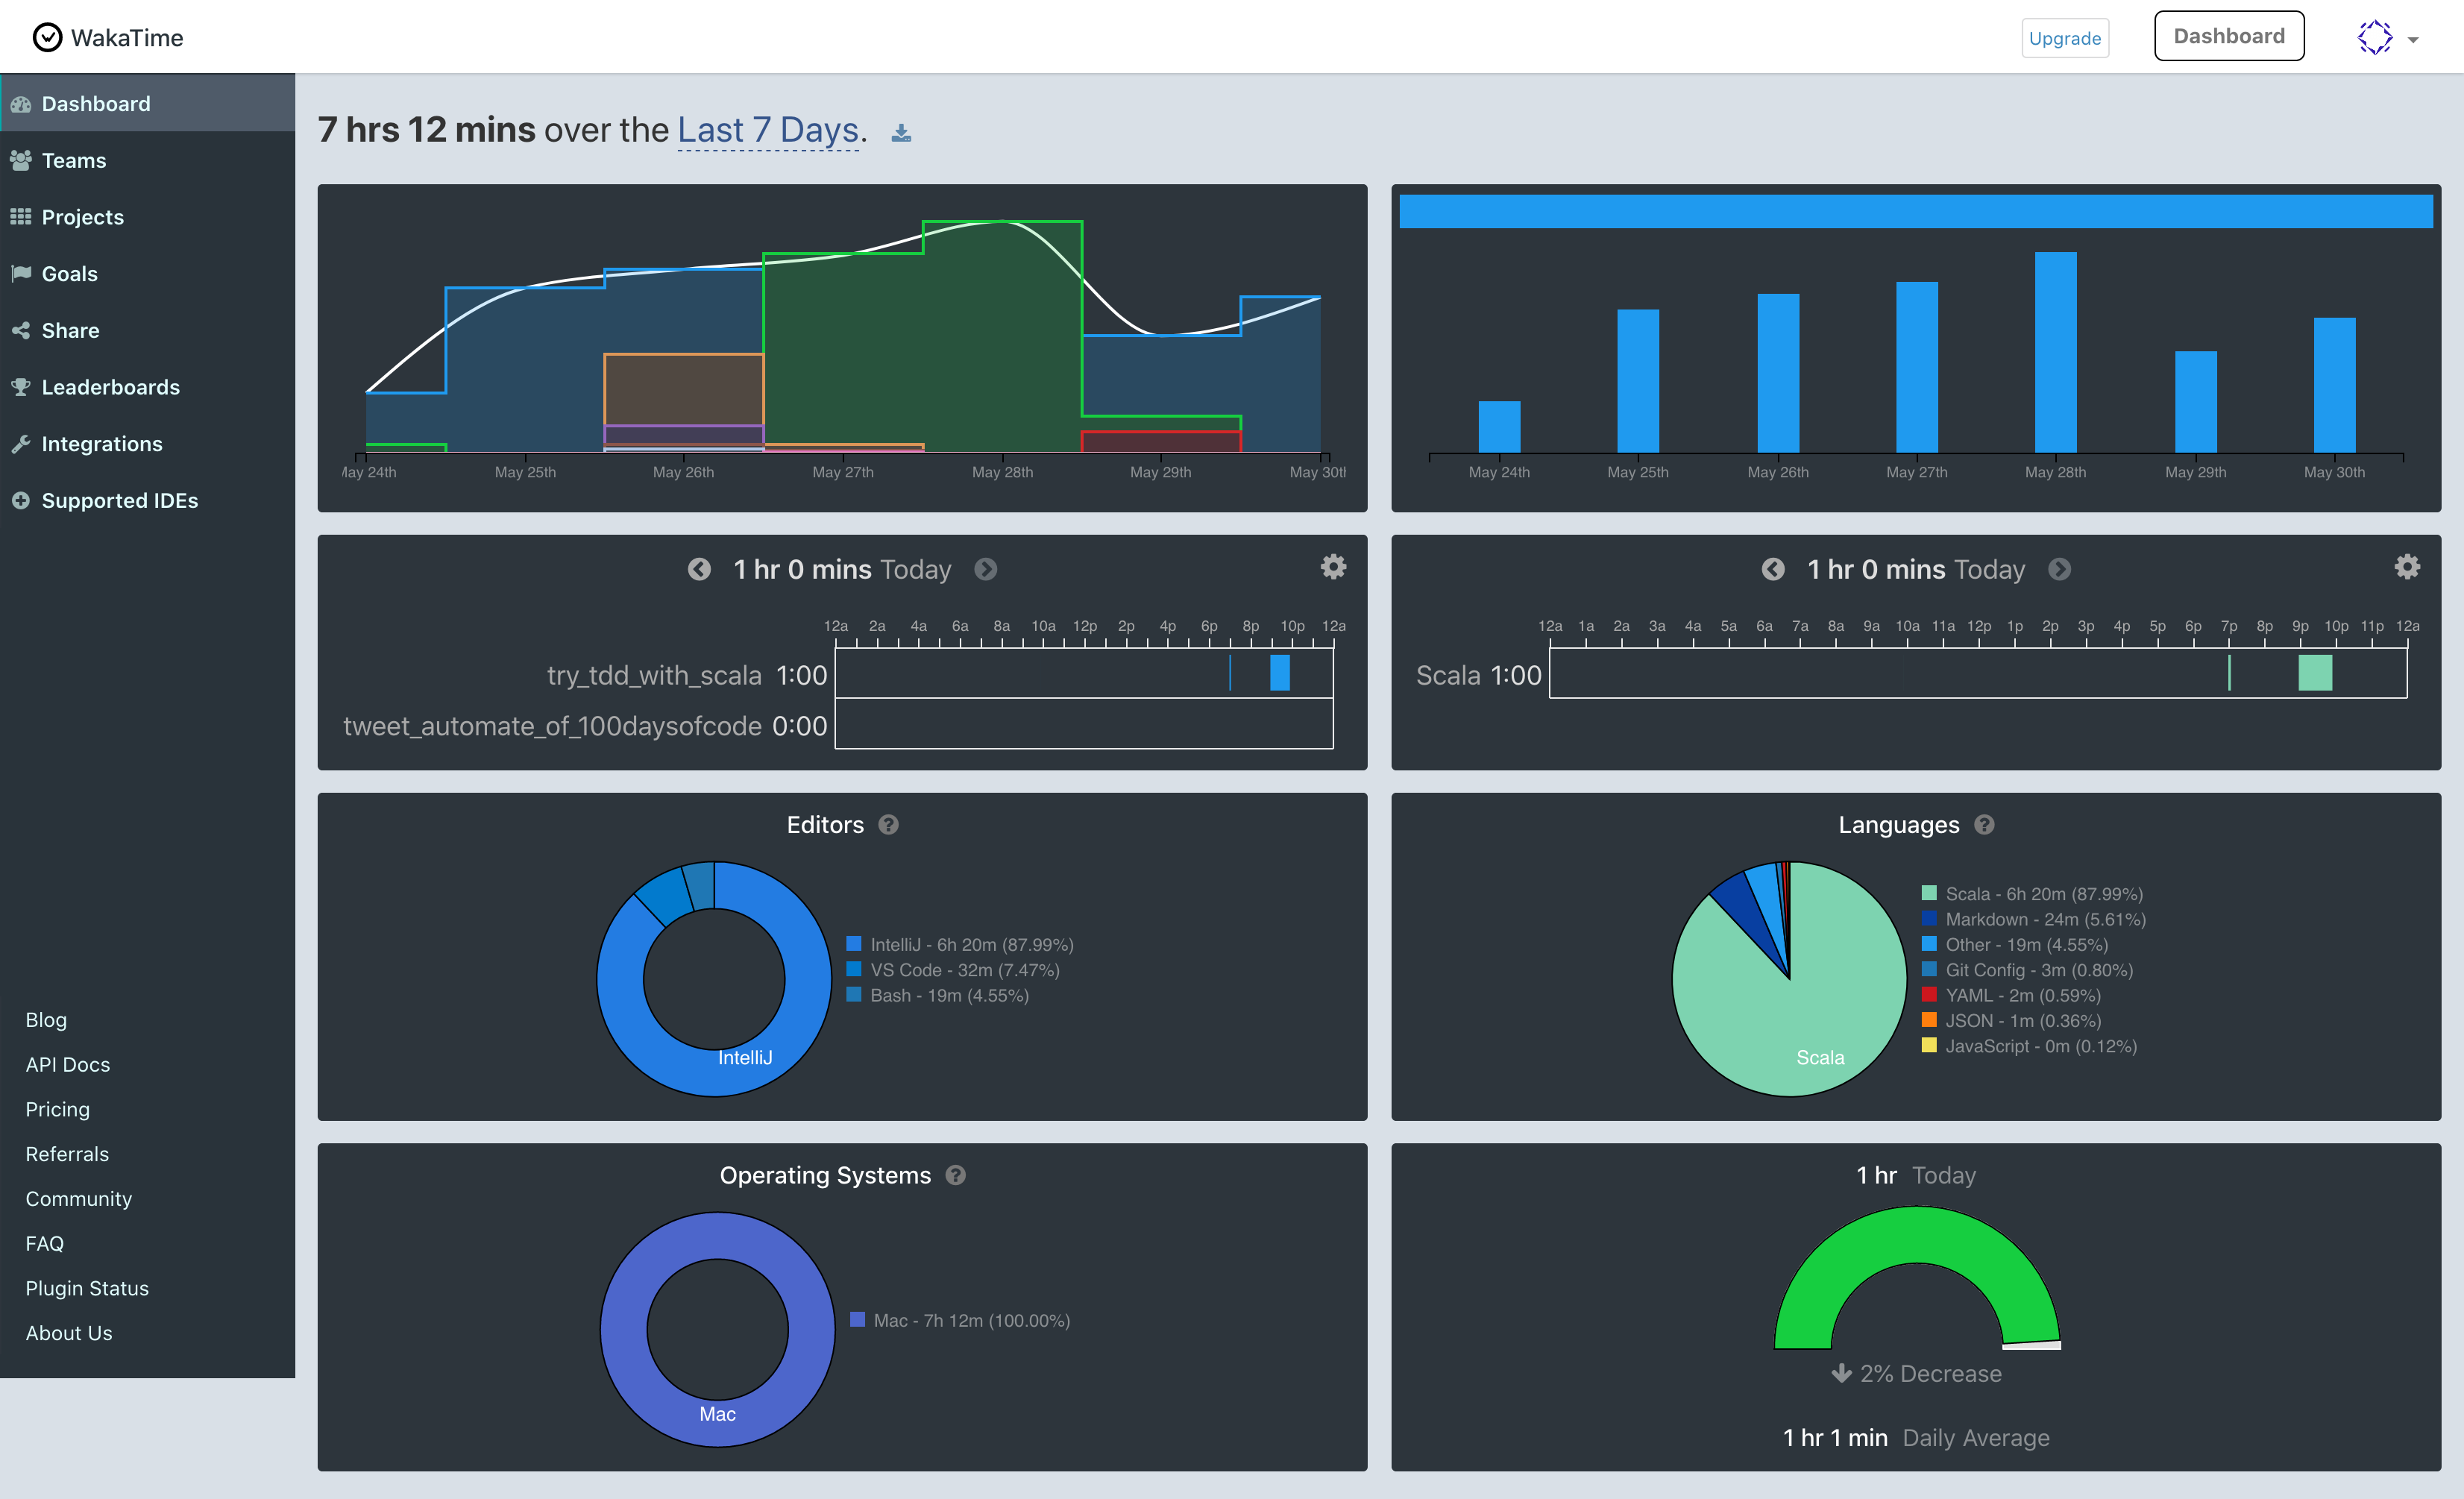 WakaTime
Upgrade
Dashboard
Dashboard
Teams
Projects
Goals
Share
Leaderboards
Integrations
Supported IDEs
Blog
API Docs
Pricing
Referrals
Community
FAQ
Plugin Status
About Us
7 hrs 12 mins over the Last 7 Days.
May 24th May 25th May 26th May 27th May 28th May 29th May 30th
May 24th May 25th May 26th May 27th May 28th May 29th May 30th
1 hr 0 mins Today
12a 2a 4a 6a 8a 10a 12p 2p 4p 6p 8p 10p 12a
try_tdd_with_scala 1:00
tweet_automate_of_100daysofcode 0:00
1 hr 0 mins Today
12a 1a 2a 3a 4a 5a 6a 7a 8a 9a 10a 11a 12p 1p 2p 3p 4p 5p 6p 7p 8p 9p 10p 11p 12a
Scala 1:00
Editors ?
IntelliJ - 6h 20m (87.99%)
VS Code - 32m (7.47%)
Bash - 19m (4.55%)
IntelliJ
Languages ?
Scala - 6h 20m (87.99%)
Markdown - 24m (5.61%)
Other - 19m (4.55%)
Git Config - 3m (0.80%)
YAML - 2m (0.59%)
JSON - 1m (0.36%)
JavaScript - 0m (0.12%)
Scala
Operating Systems ?
Mac - 7h 12m (100.00%)
Mac
1 hr Today
2% Decrease
1 hr 1 min Daily Average